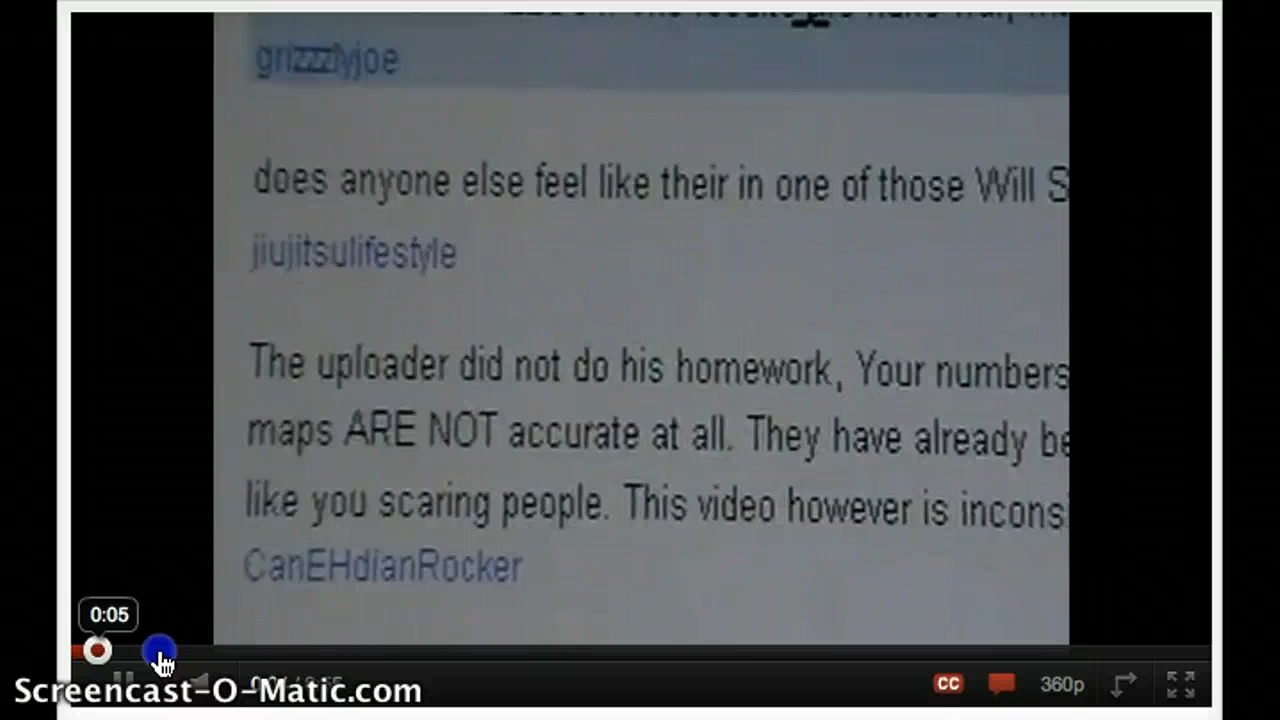 grizzzlyjoe
does anyone else feel like their in one of those Will S
jiujitsulifestyle
The uploader did not do his homework, Your numbers
maps ARE NOT accurate at all. They have already be
like you scaring people. This video however is incons
CanEHdianRocker
0:05
CC
360p
Screencast-O-Matic.com